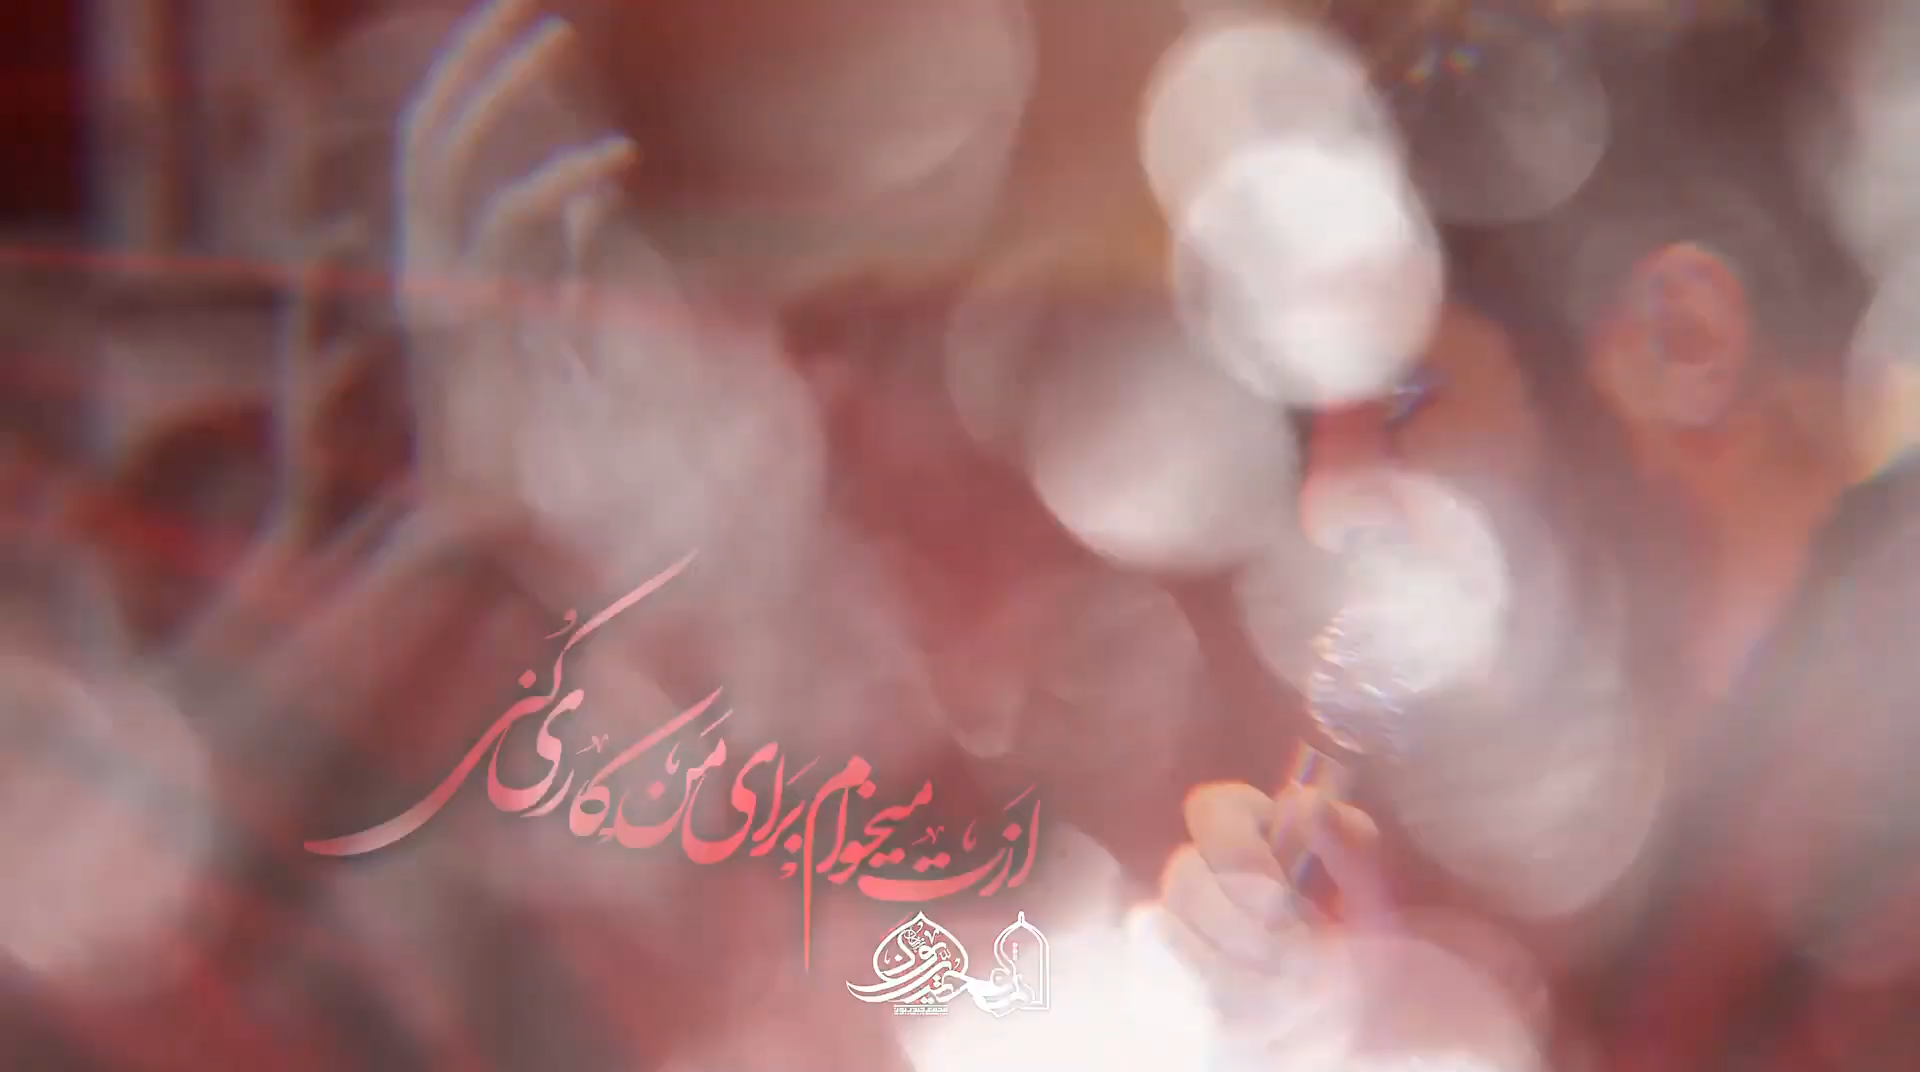 ازت میخوام برای من کاری کنی